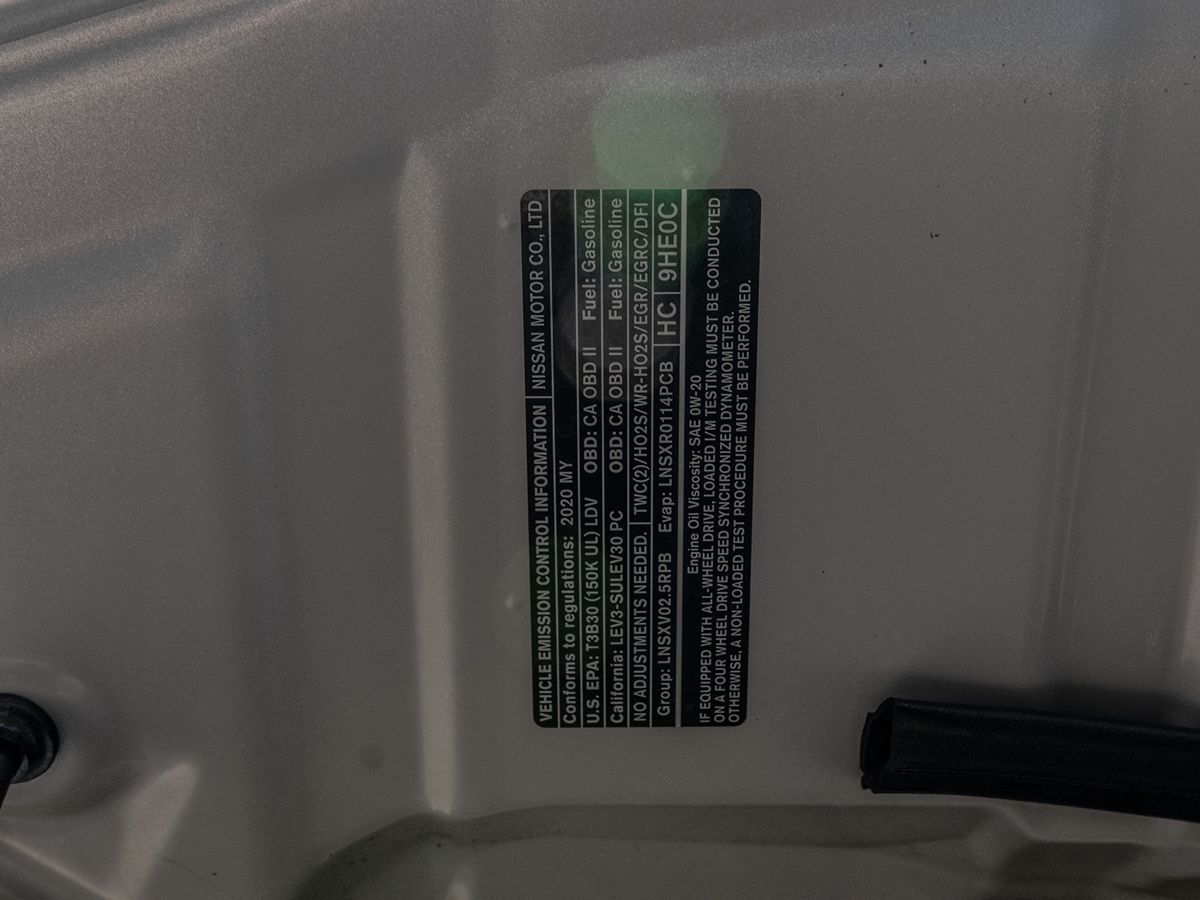 VEHICLE EMISSION CONTROL INFORMATION NISSAN MOTOR CO., LTD
Conforms to regulations: 2020 MY
U.S. EPA: T3B30 (150K UL) LDV OBD: CA OBD II Fuel: Gasoline
California: LEV3-SULEV30 PC OBD: CA OBD II Fuel: Gasoline
NO ADJUSTMENTS NEEDED. TWC(2)/HO2S/WR-HO2S/EGR/EGRC/DFI
Group: LNSXV02.5RPB Evap: LNSXR0114PCB HC 9HE0C
Engine Oil Viscosity: SAE 0W-20
IF EQUIPPED WITH ALL-WHEEL DRIVE, LOADED I/M TESTING MUST BE CONDUCTED
ON A FOUR WHEEL DRIVE SPEED SYNCHRONIZED DYNAMOMETER.
OTHERWISE, A NON-LOADED TEST PROCEDURE MUST BE PERFORMED.